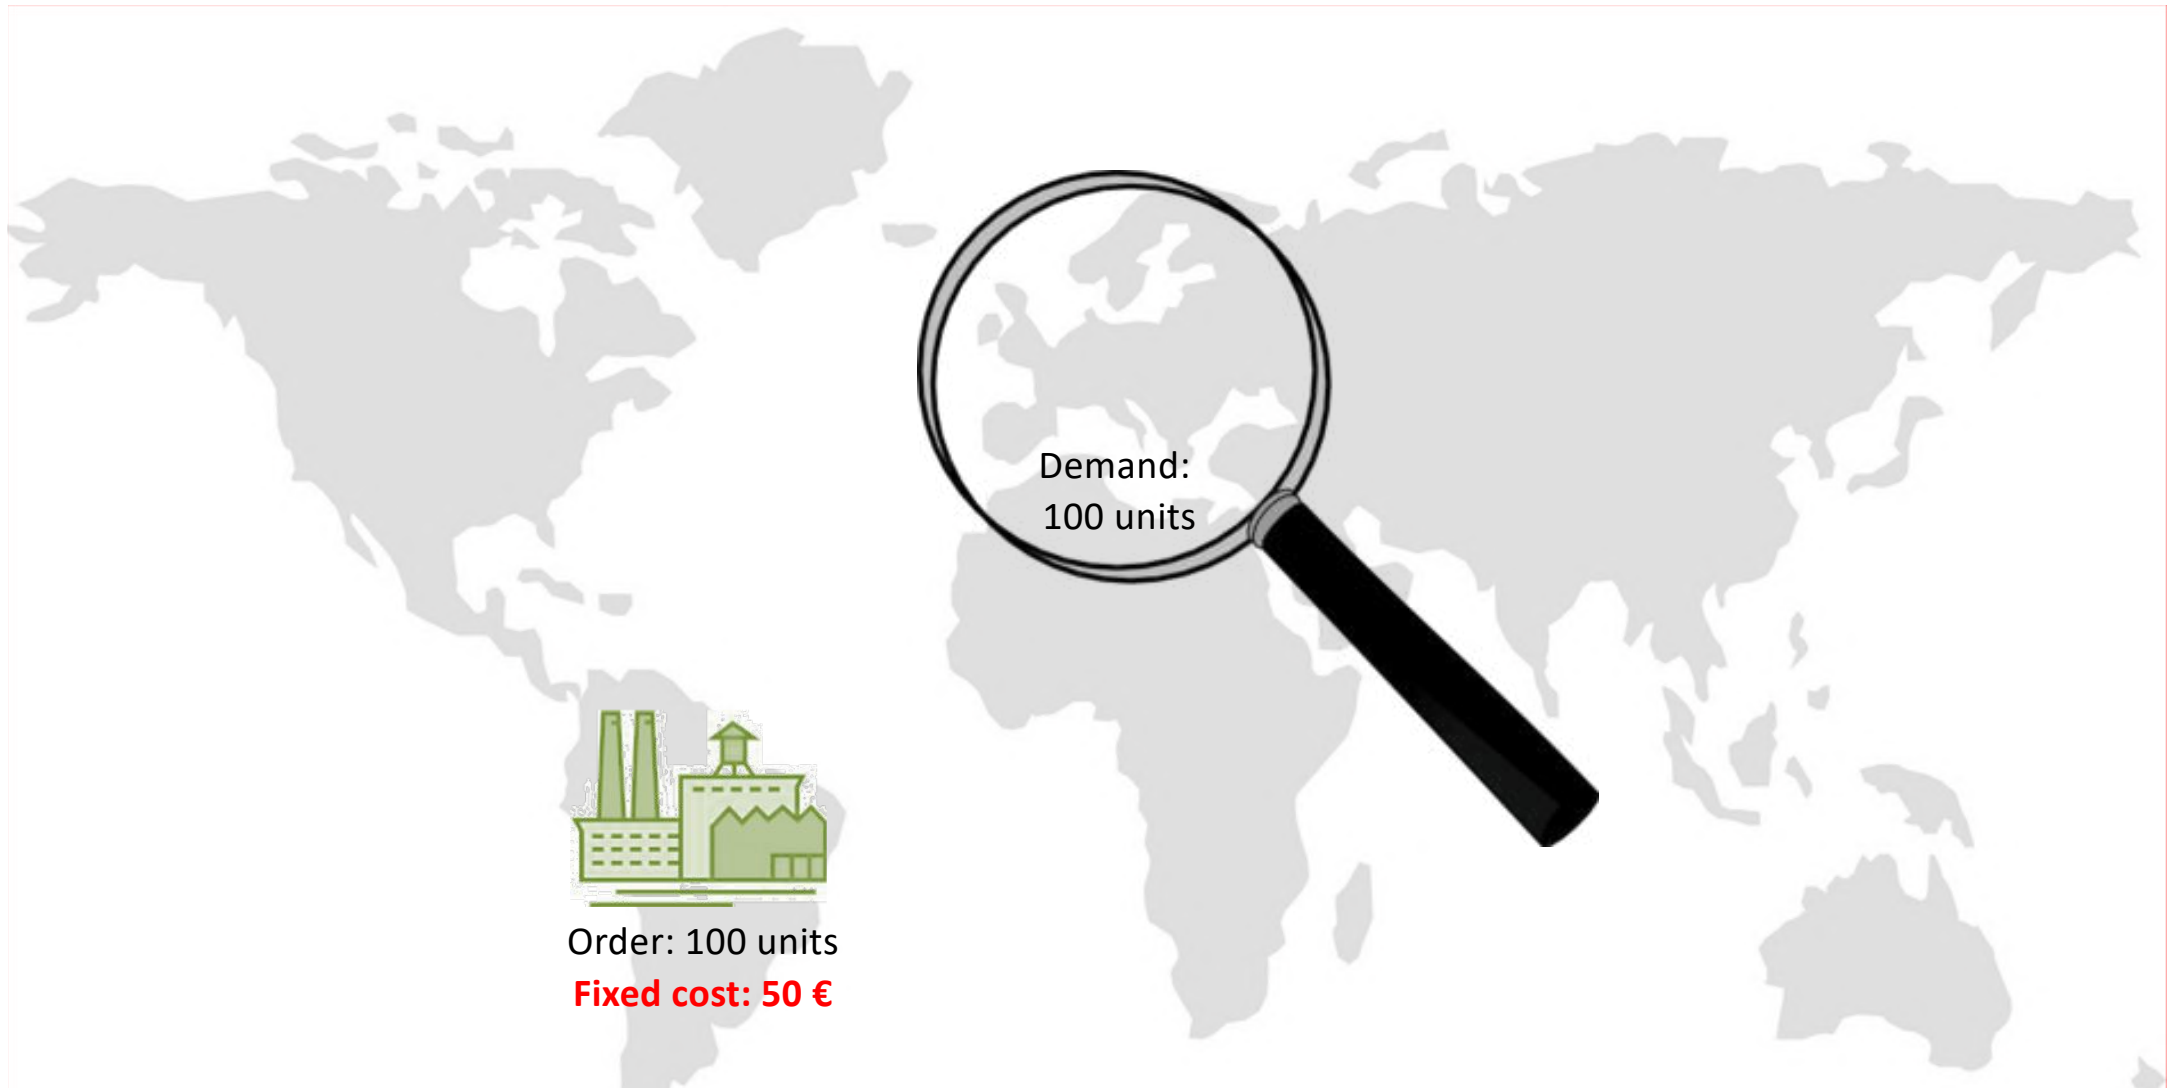 Demand:
100 units
Order: 100 units
Fixed cost: 50 €